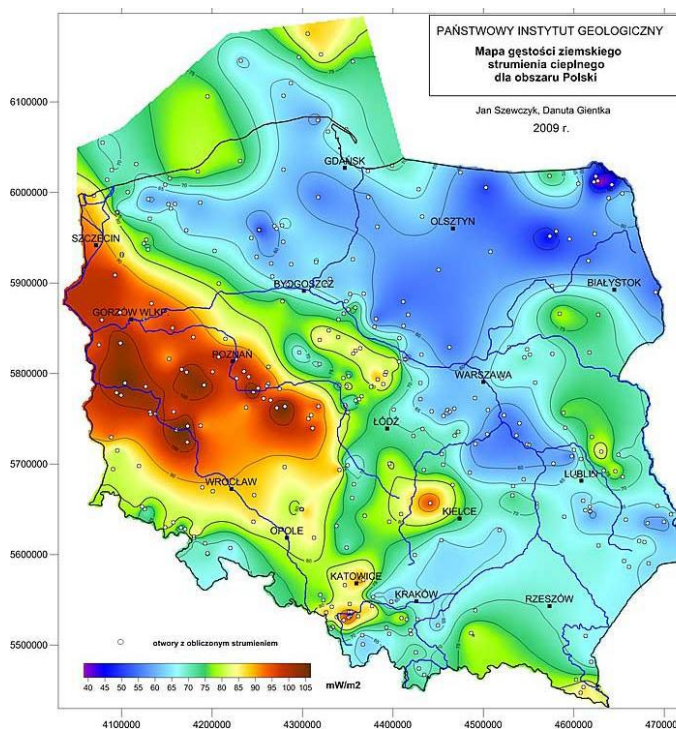 PAŃSTWOWY INSTYTUT GEOLOGICZNY
Mapa gęstości ziemskiego
strumienia cieplnego
dla obszaru Polski
Jan Szewczyk, Danuta Gientka
2009 r.
6100000
6000000
5900000
5800000
5700000
5600000
5500000
GDAŃSK
OLSZTYN
SZCZECIN
BYDGOSZCZ
BIAŁYSTOK
GORZÓW WLKP
POZNAŃ
WARSZAWA
ŁÓDŹ
LUBLIN
WROCŁAW
KIELCE
OPOLE
KATOWICE
KRAKÓW
RZESZÓW
otwory z obliczonym strumieniem
40 45 50 55 60 65 70 75 80 85 90 95 100 105
mW/m2
4100000 4200000 4300000 4400000 4500000 4600000 470000